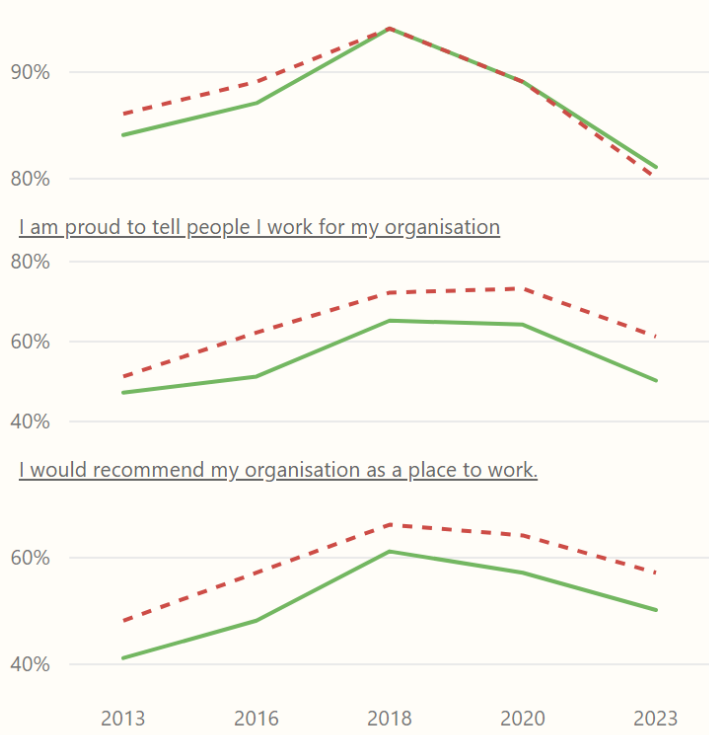 90%
80%
I am proud to tell people I work for my organisation
80%
60%
40%
I would recommend my organisation as a place to work.
60%
40%
2013 2016 2018 2020 2023